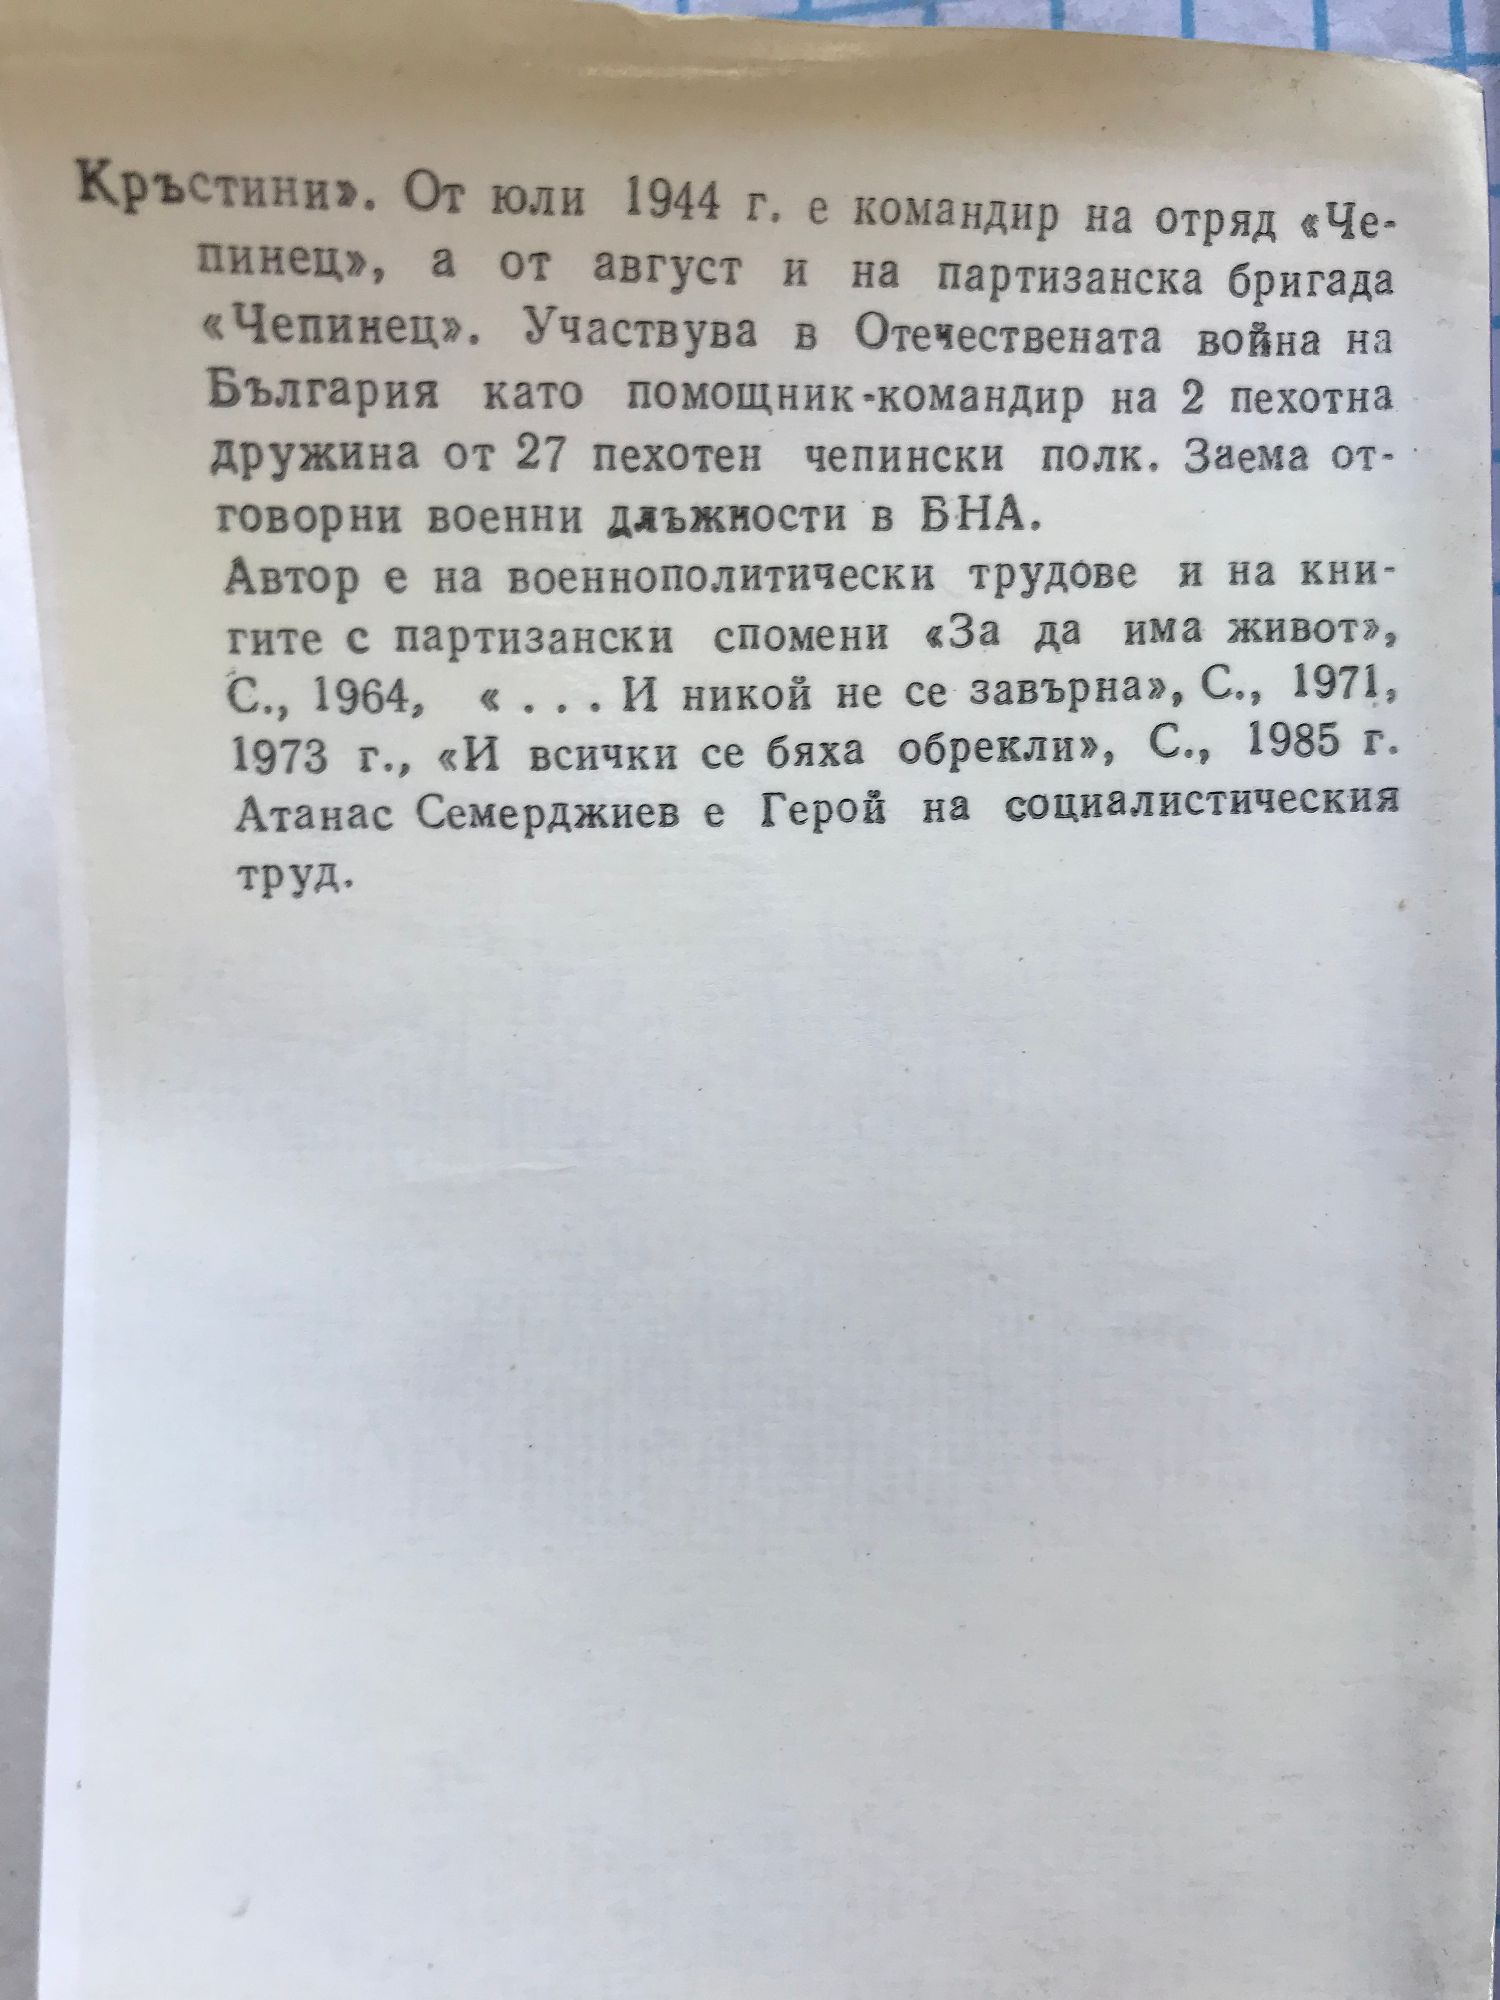 Кръстини». От юли 1944 г. е командир на отряд «Че-
пинец», а от август и на партизанска бригада
«Чепинец». Участвува в Отечествената война на
България като помощник-командир на 2 пехотна
дружина от 27 пехотен чепински полк. Заема от-
говорни военни длъжности в БНА.
Автор е на военнополитически трудове и на кни-
гите с партизански спомени «За да има живот»,
С., 1964, «... И никой не се завърна», С., 1971,
1973 г., «И всички се бяха обрекли», С., 1985 г.
Атанас Семерджиев е Герой на социалистическия
труд.